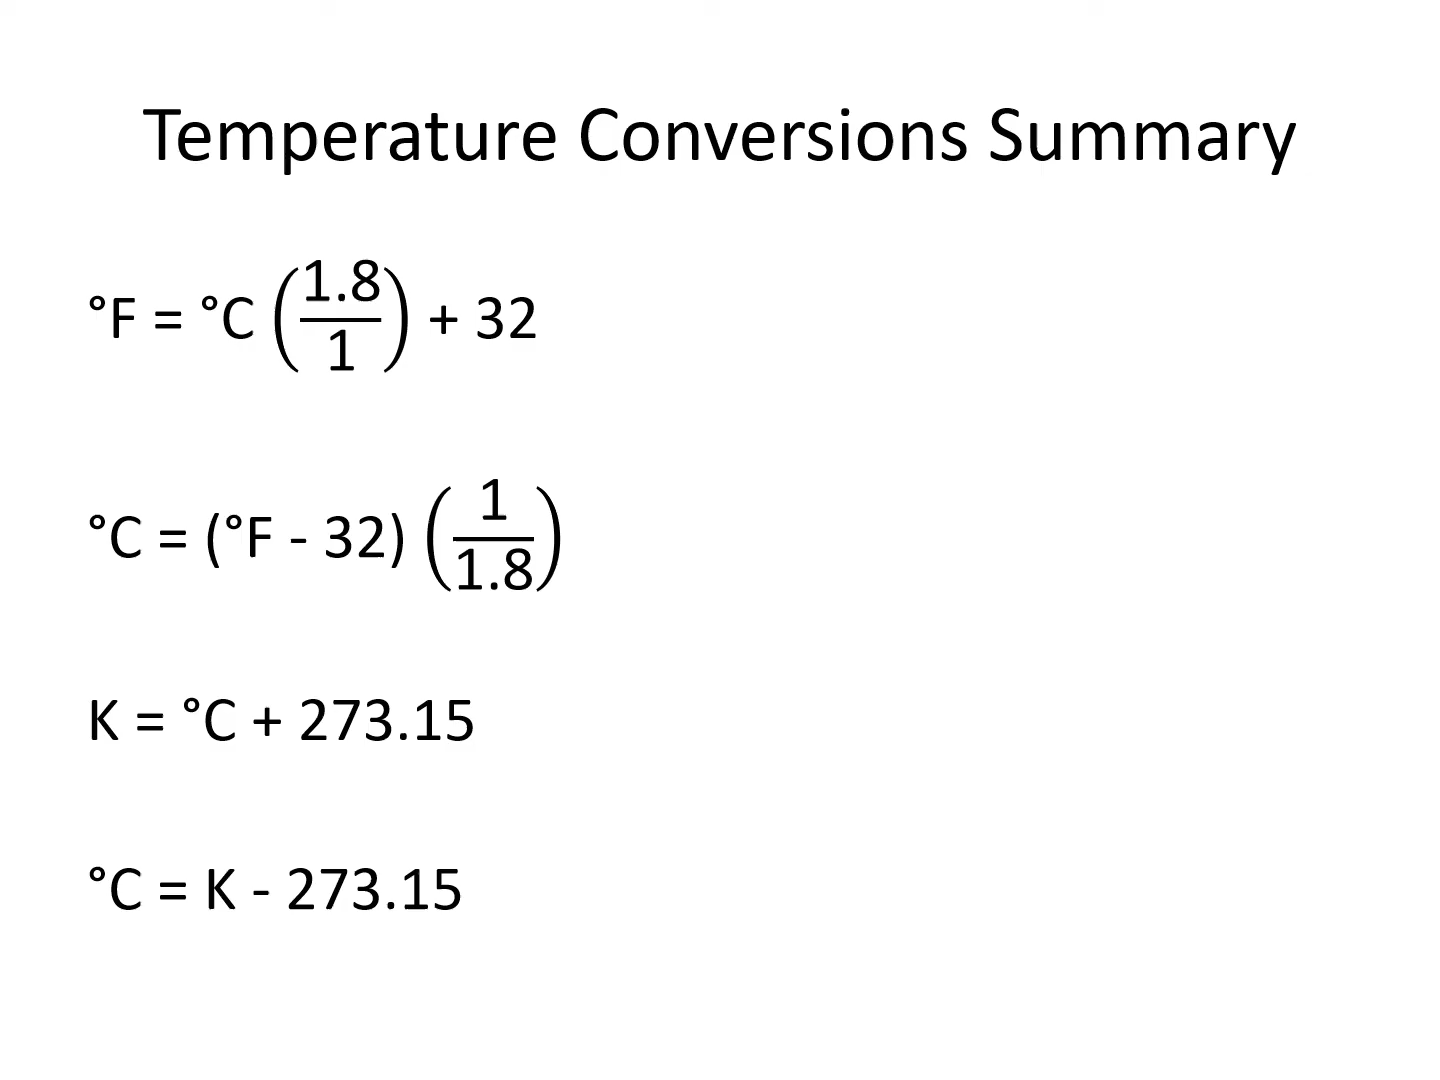 Temperature Conversions Summary
°F = °C (1.8/1) + 32
°C = (°F - 32) (1/1.8)
K = °C + 273.15
°C = K - 273.15